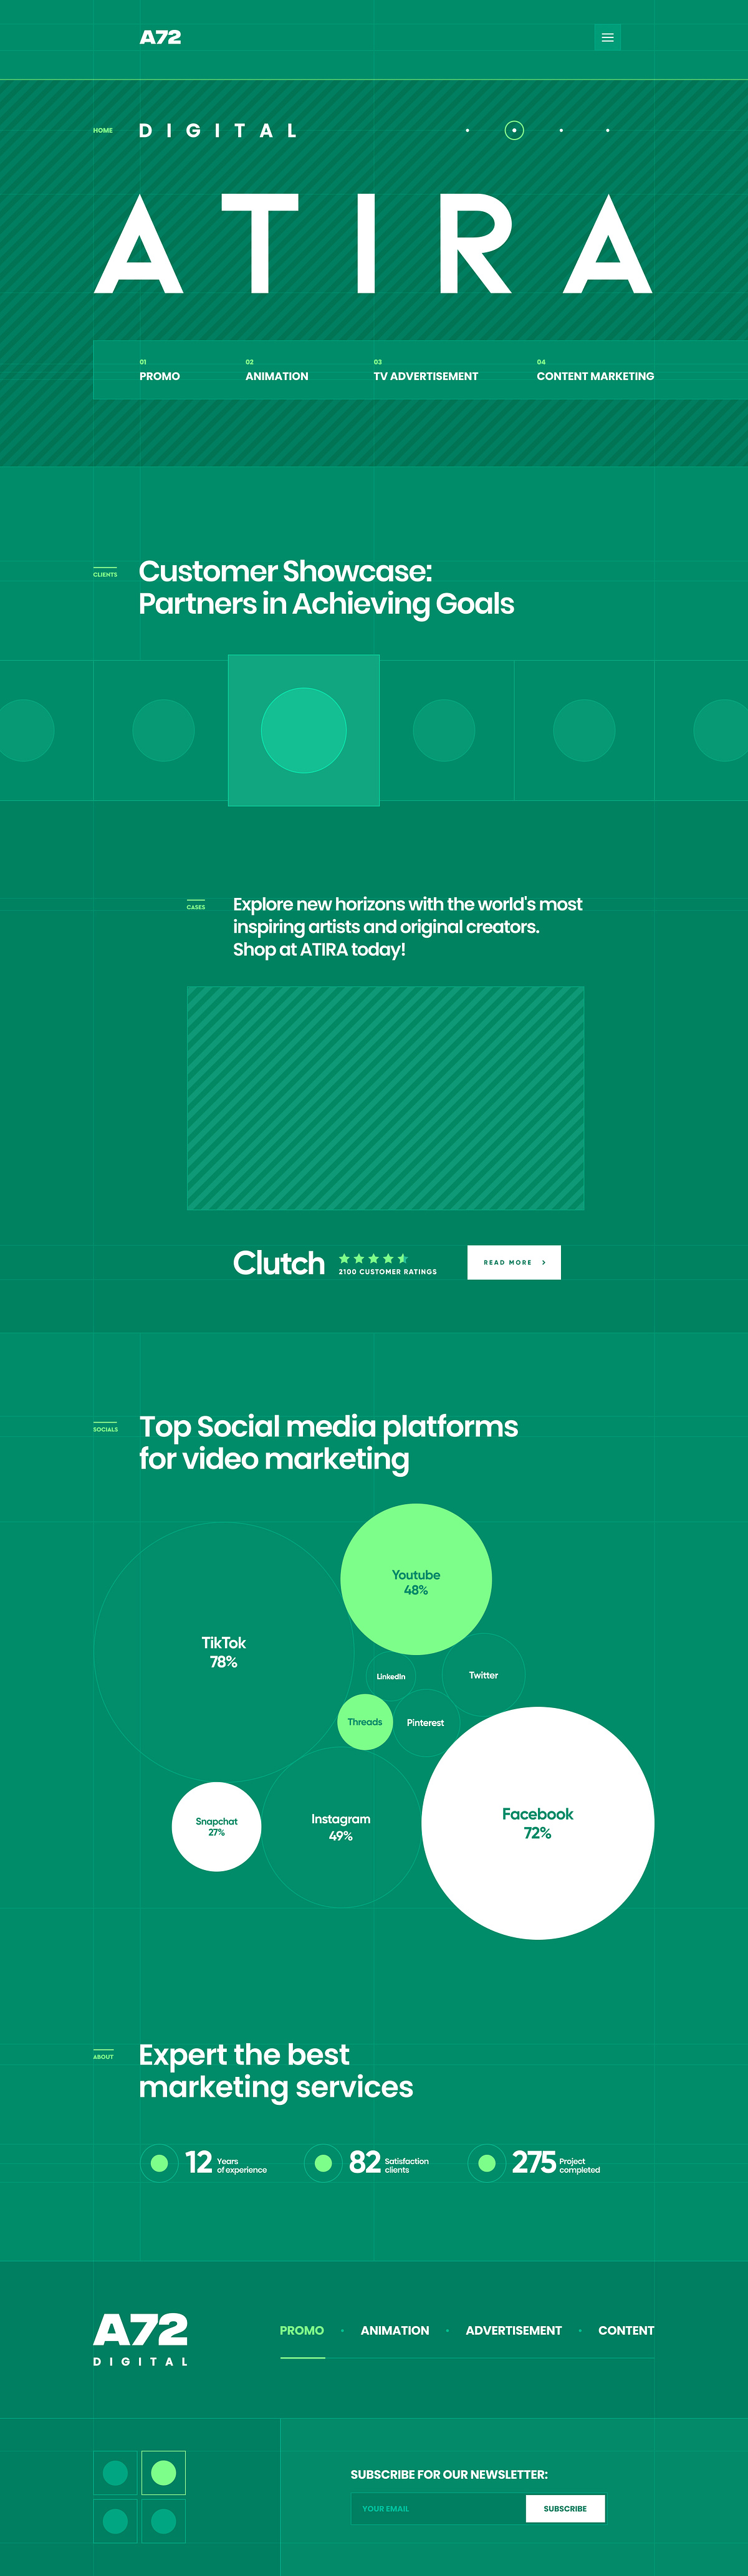 A72
HOME
DIGITAL
ATIRA
01
PROMO
02
ANIMATION
03
TV ADVERTISEMENT
04
CONTENT MARKETING
CLIENTS
Customer Showcase:
Partners in Achieving Goals
CASES
Explore new horizons with the world's most
inspiring artists and original creators.
Shop at ATIRA today!
Clutch
2100 CUSTOMER RATINGS
READ MORE
SOCIALS
Top Social media platforms
for video marketing
Youtube
48%
TikTok
78%
LinkedIn
Twitter
Threads
Pinterest
Facebook
72%
Instagram
49%
Snapchat
27%
ABOUT
Expert the best
marketing services
12
Years
of experience
82
Satisfaction
clients
275
Project
completed
A72
DIGITAL
PROMO
ANIMATION
ADVERTISEMENT
CONTENT
SUBSCRIBE FOR OUR NEWSLETTER:
YOUR EMAIL
SUBSCRIBE